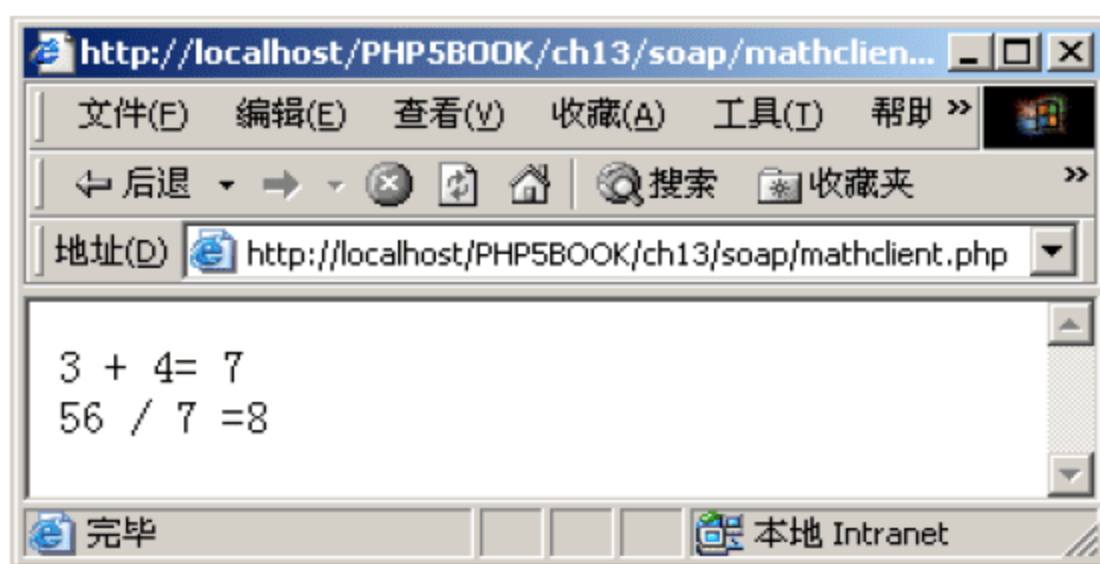 http://localhost/PHP5BOOK/ch13/soap/mathclien...
文件(F) 编辑(E) 查看(V) 收藏(A) 工具(T) 帮助 »
后退 搜索 收藏夹 »
地址(D) http://localhost/PHP5BOOK/ch13/soap/mathclient.php
3 + 4= 7
56 / 7 =8
完毕 本地 Intranet